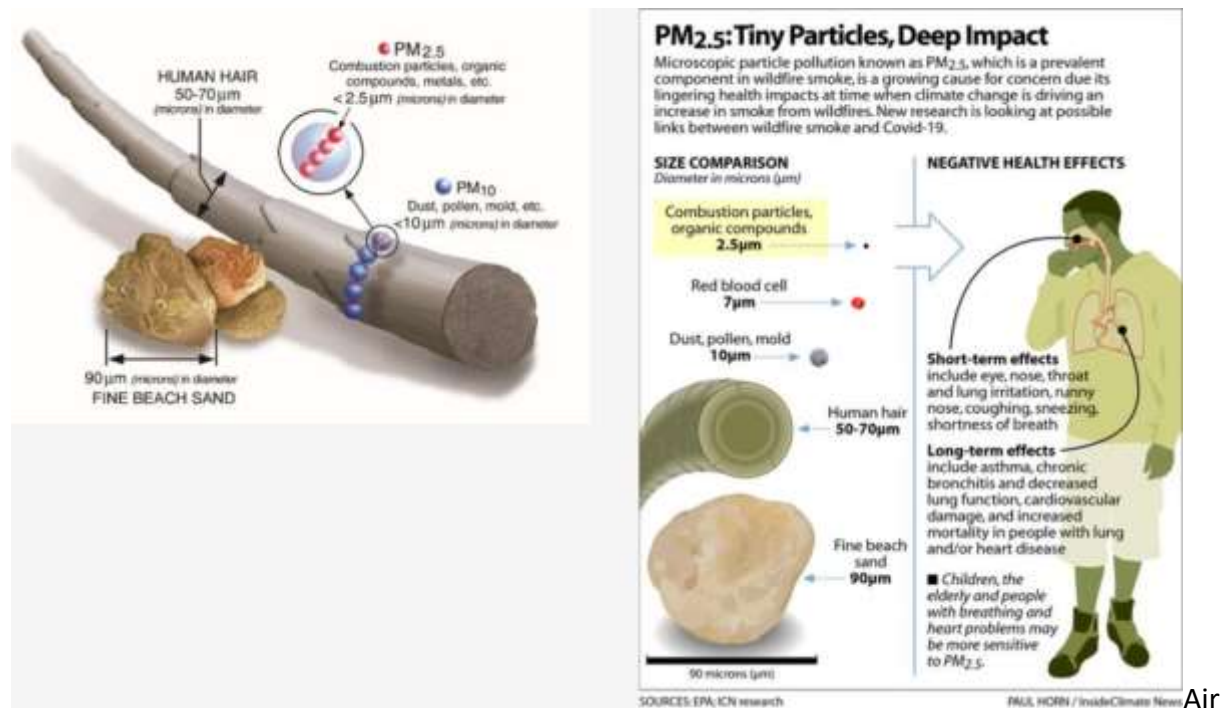 PM2.5
Combustion particles, organic
compounds, metals, etc.
<2.5µm (microns) in diameter
HUMAN HAIR
50-70µm
(microns) in diameter
PM10
Dust, pollen, mold, etc.
<10µm (microns) in diameter
90µm (microns) in diameter
FINE BEACH SAND
PM2.5: Tiny Particles, Deep Impact
Microscopic particle pollution known as PM2.5, which is a prevalent
component in wildfire smoke, is a growing cause for concern due its
lingering health impacts at time when climate change is driving an
increase in smoke from wildfires. New research is looking at possible
links between wildfire smoke and Covid-19.
SIZE COMPARISON
Diameter in microns (µm)
Combustion particles,
organic compounds
2.5µm
Red blood cell
7µm
Dust, pollen, mold
10µm
Human hair
50-70µm
Fine beach
sand
90µm
90 microns (µm)
NEGATIVE HEALTH EFFECTS
Short-term effects
include eye, nose, throat
and lung irritation, runny
nose, coughing, sneezing,
shortness of breath
Long-term effects
include asthma, chronic
bronchitis and decreased
lung function, cardiovascular
damage, and increased
mortality in people with lung
and/or heart disease
■ Children, the
elderly and people
with breathing and
heart problems may
be more sensitive
to PM2.5.
SOURCES: EPA; ICN research
PAUL HORN / InsideClimate News
Air